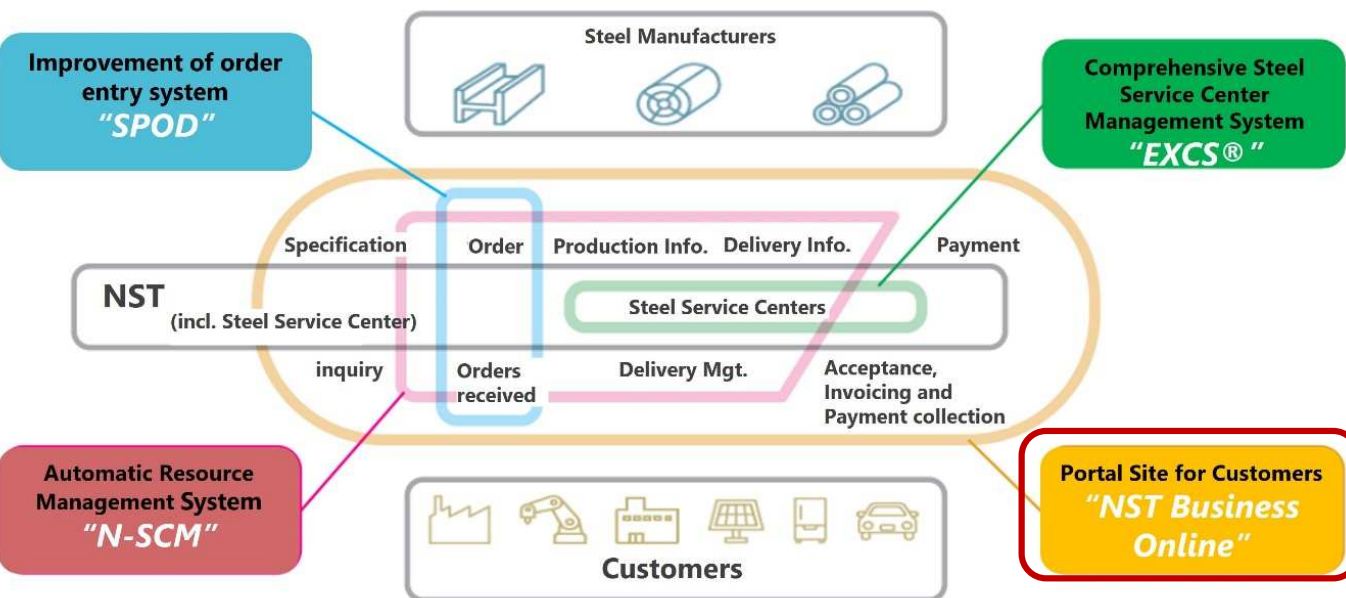 Steel Manufacturers
Improvement of order
entry system
"SPOD"
Comprehensive Steel
Service Center
Management System
"EXCS® "
Specification
Order
Production Info.
Delivery Info.
Payment
NST
(incl. Steel Service Center)
Steel Service Centers
inquiry
Orders
received
Delivery Mgt.
Acceptance,
Invoicing and
Payment collection
Automatic Resource
Management System
"N-SCM"
Customers
Portal Site for Customers
"NST Business
Online"